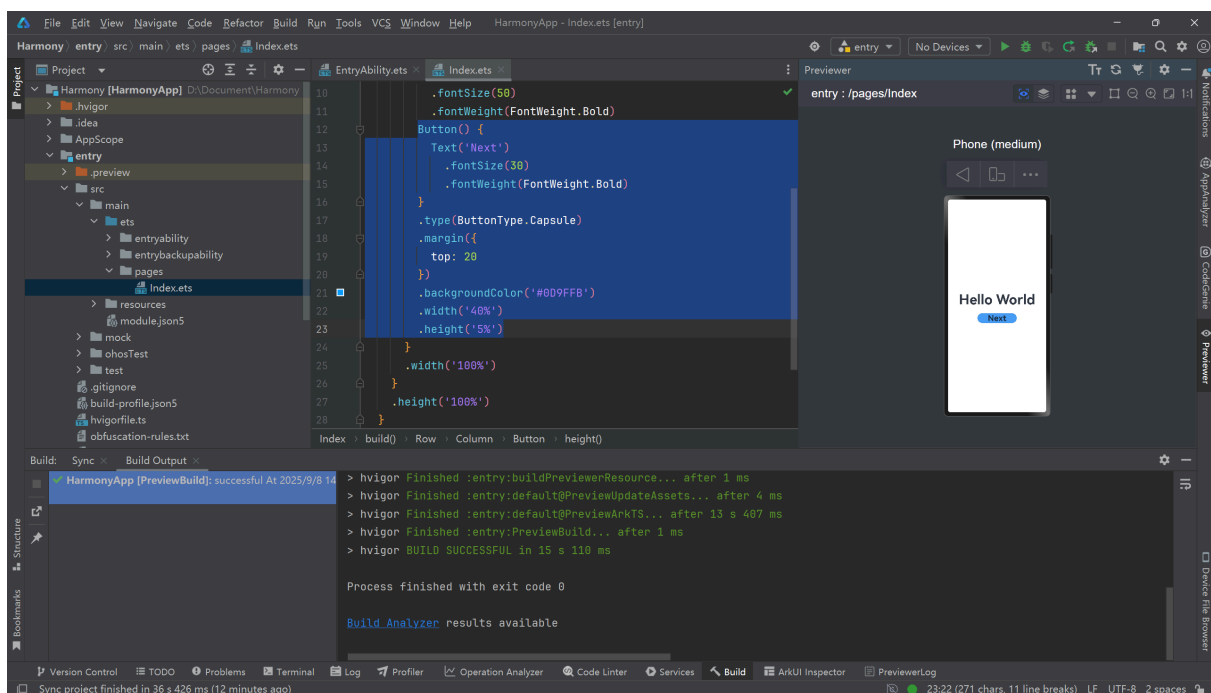 File Edit View Navigate Code Refactor Build Run Tools VCS Window Help HarmonyApp - Index.ets [entry]
Harmony entry src main ets pages Index.ets
entry No Devices
Project
EntryAbility.ets Index.ets
Previewer
Harmony [HarmonyApp] D:\Document\Harmony
.hvigor
.idea
AppScope
entry
.preview
src
main
ets
entryability
entrybackupability
pages
Index.ets
resources
module.json5
mock
ohosTest
test
.gitignore
build-profile.json5
hvigorfile.ts
obfuscation-rules.txt
10 .fontSize(50)
11 .fontWeight(FontWeight.Bold)
12 Button() {
13 Text('Next')
14 .fontSize(30)
15 .fontWeight(FontWeight.Bold)
16 }
17 .type(ButtonType.Capsule)
18 .margin({
19 top: 20
20 })
21 .backgroundColor('#0D9FFB')
22 .width('40%')
23 .height('5%')
24 }
25 .width('100%')
26 }
27 .height('100%')
28 }
Index build() Row Column Button height()
entry : /pages/Index
1:1
Phone (medium)
Hello World
Next
Project
Structure
Bookmarks
Notifications
AppAnalyzer
CodeGenie
Previewer
Device File Browser
Build: Sync Build Output
HarmonyApp [PreviewBuild]: successful At 2025/9/8 14
> hvigor Finished :entry:buildPreviewerResource... after 1 ms
> hvigor Finished :entry:default@PreviewUpdateAssets... after 4 ms
> hvigor Finished :entry:default@PreviewArkTS... after 13 s 407 ms
> hvigor Finished :entry:PreviewBuild... after 1 ms
> hvigor BUILD SUCCESSFUL in 15 s 110 ms
Process finished with exit code 0
Build Analyzer results available
Version Control TODO Problems Terminal Log Profiler Operation Analyzer Code Linter Services Build ArkUI Inspector PreviewerLog
Sync project finished in 36 s 426 ms (12 minutes ago) 23:22 (271 chars, 11 line breaks) LF UTF-8 2 spaces